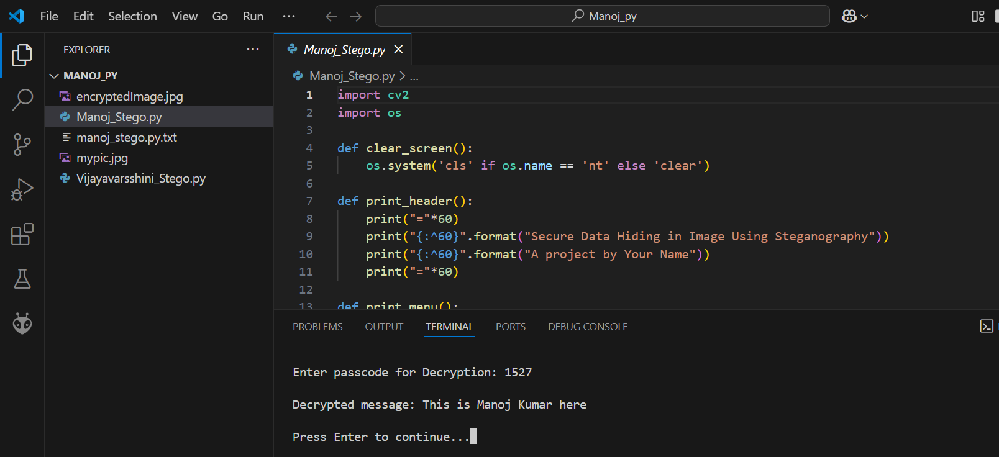 File Edit Selection View Go Run ... Manoj_py
EXPLORER ...
MANOJ_PY
encryptedImage.jpg
Manoj_Stego.py
manoj_stego.py.txt
mypic.jpg
Vijayavarsshini_Stego.py
Manoj_Stego.py
Manoj_Stego.py > ...
1 import cv2
2 import os
3
4 def clear_screen():
5 os.system('cls' if os.name == 'nt' else 'clear')
6
7 def print_header():
8 print("="*60)
9 print("{:^60}".format("Secure Data Hiding in Image Using Steganography"))
10 print("{:^60}".format("A project by Your Name"))
11 print("="*60)
12
13 def print_menu():
PROBLEMS OUTPUT TERMINAL PORTS DEBUG CONSOLE
Enter passcode for Decryption: 1527
Decrypted message: This is Manoj Kumar here
Press Enter to continue...